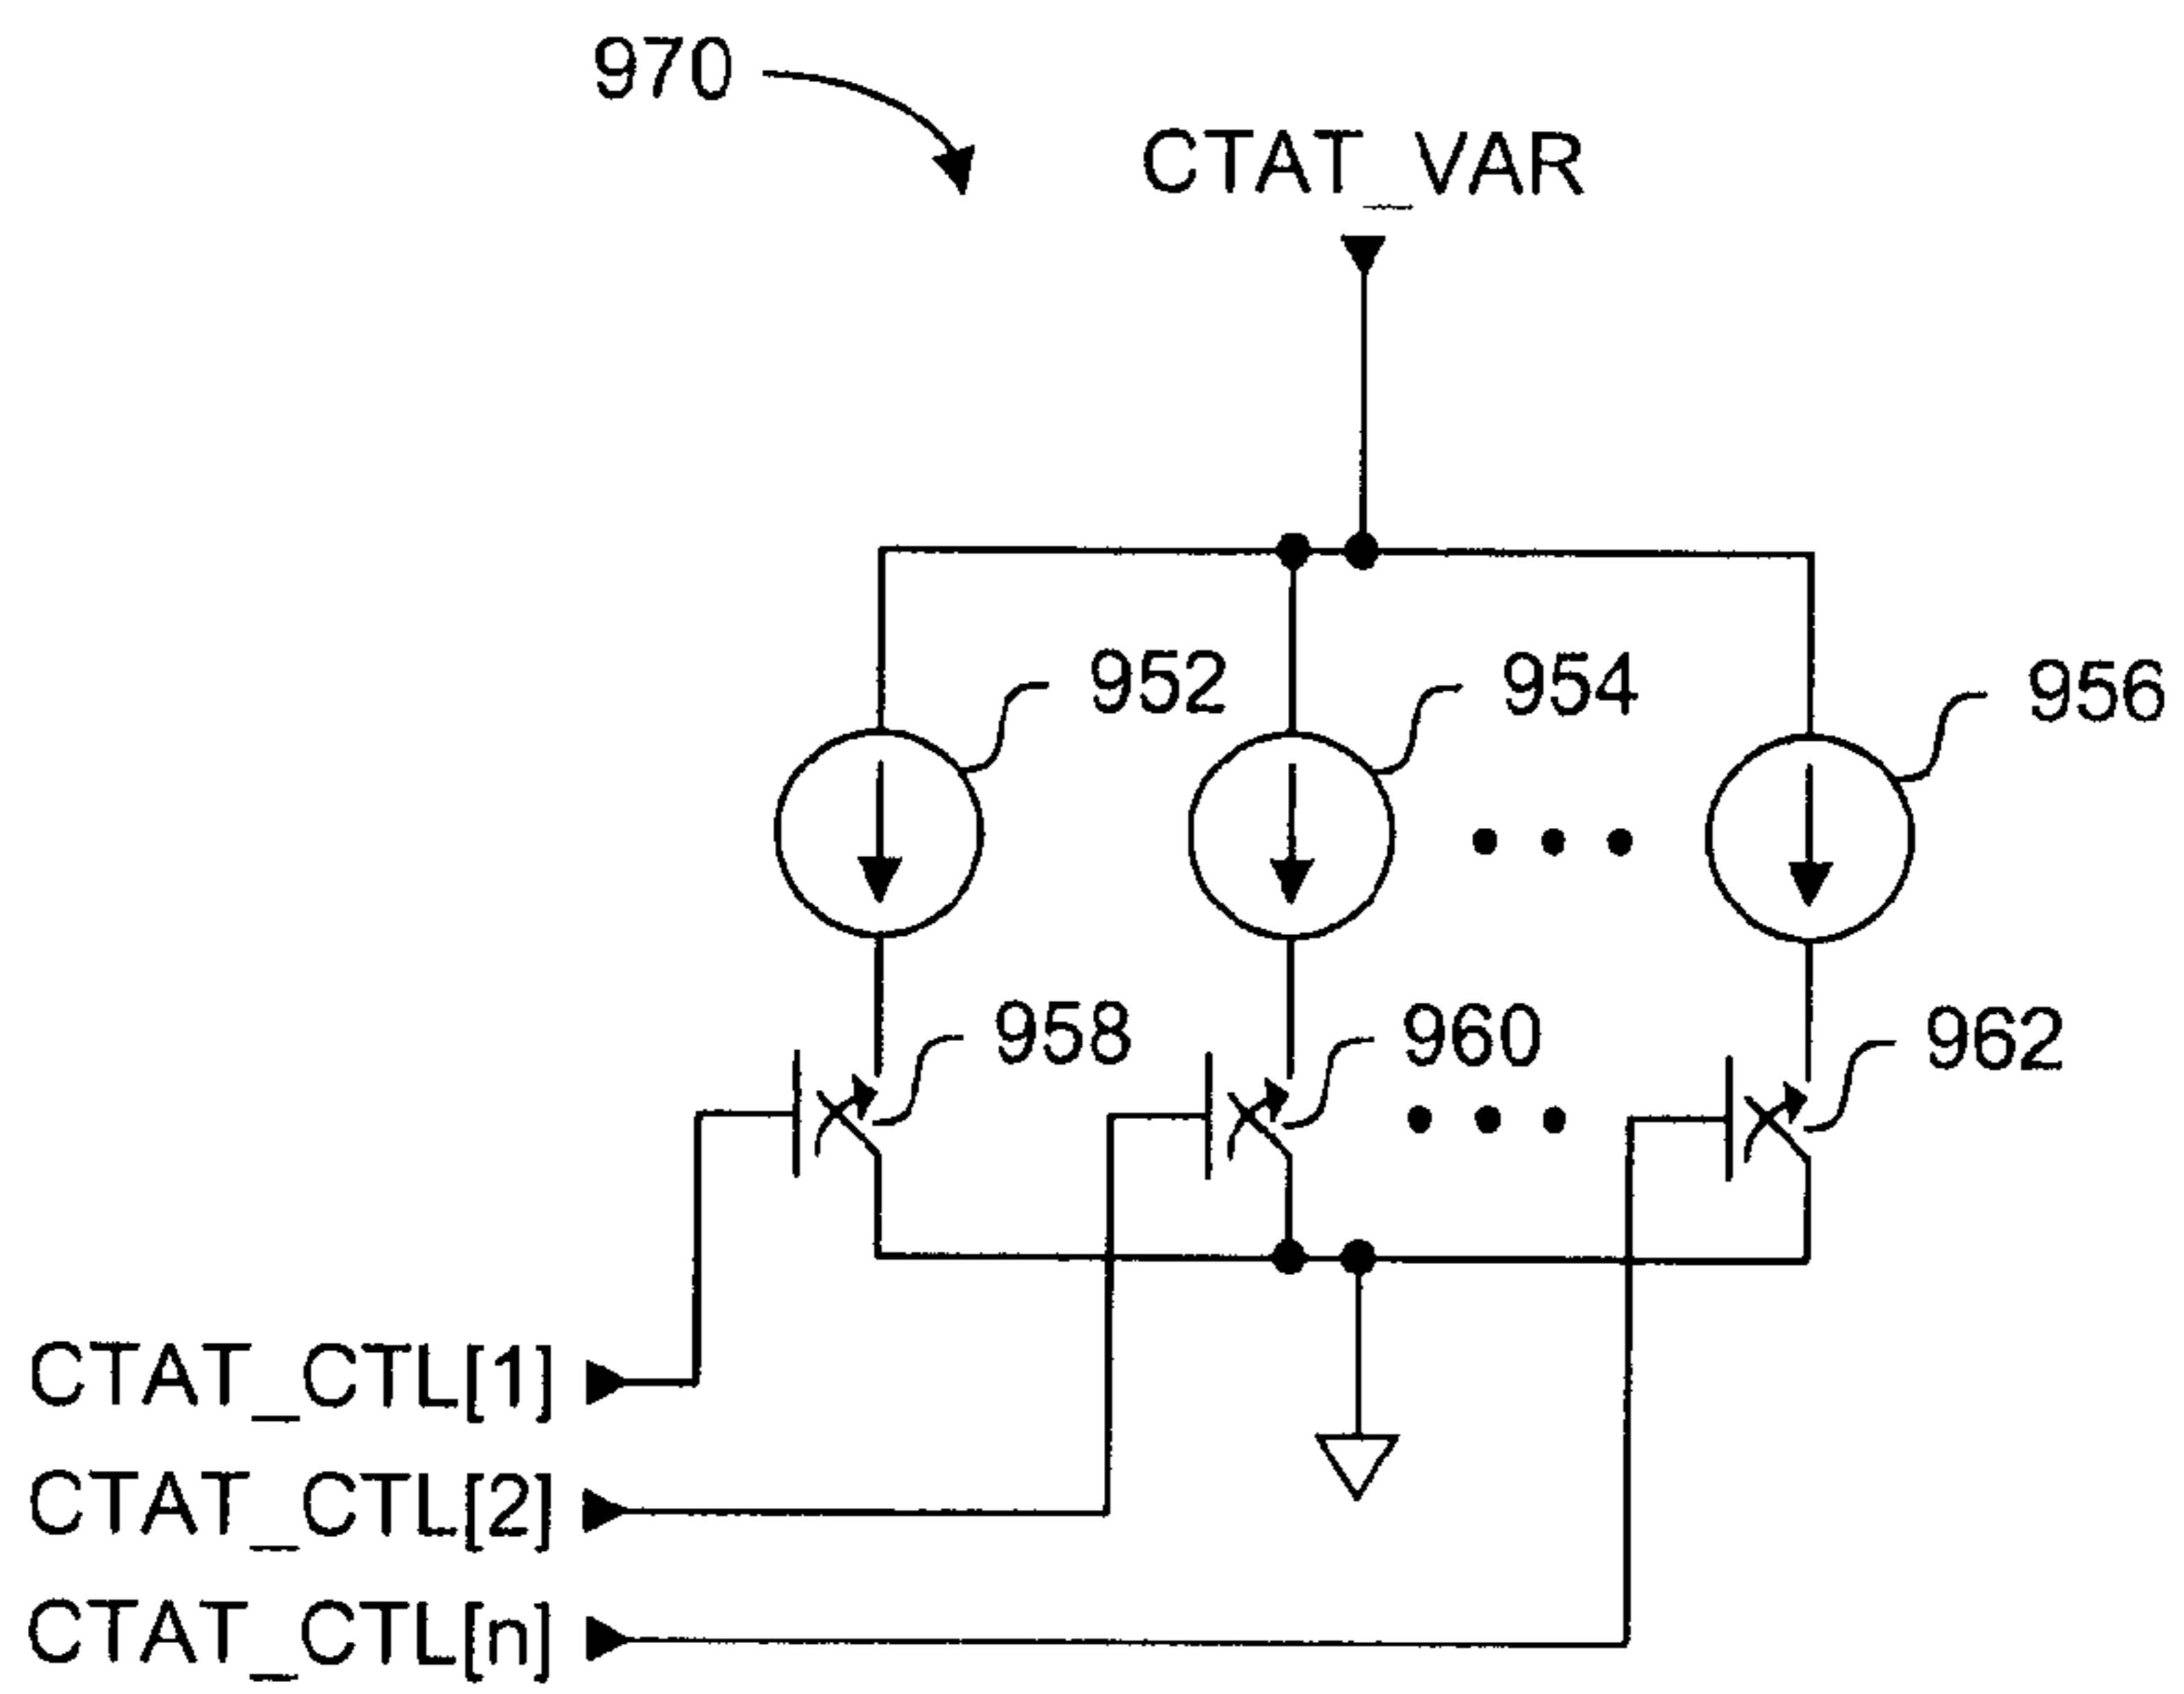 970
CTAT_VAR
952
954
956
958
960
962
CTAT_CTL[1]
CTAT_CTL[2]
CTAT_CTL[n]